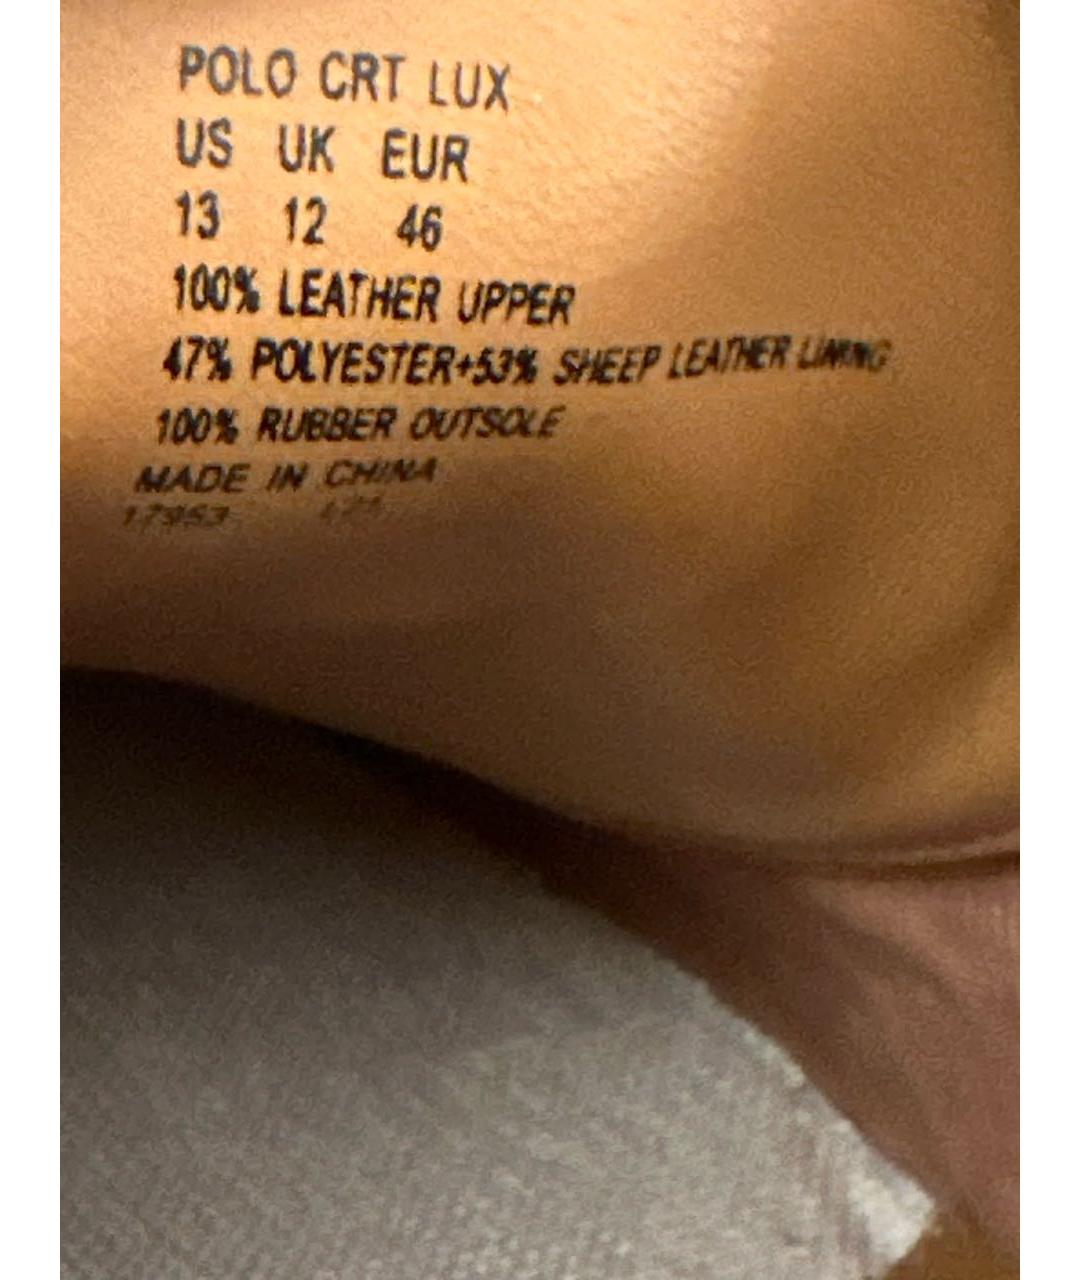 POLO CRT LUX
US UK EUR
13 12 46
100% LEATHER UPPER
47% POLYESTER+53% SHEEP LEATHER LINING
100% RUBBER OUTSOLE
MADE IN CHINA
17953